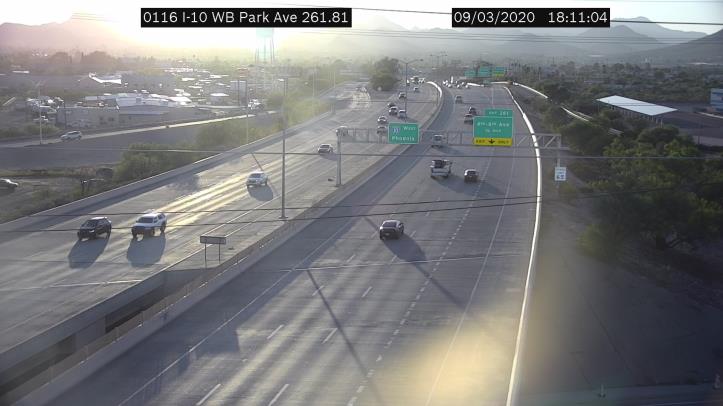 0116 I-10 WB Park Ave 261.81
09/03/2020 18:11:04
EXIT 261
6th-4th Ave
EXIT ONLY
West
Phoenix